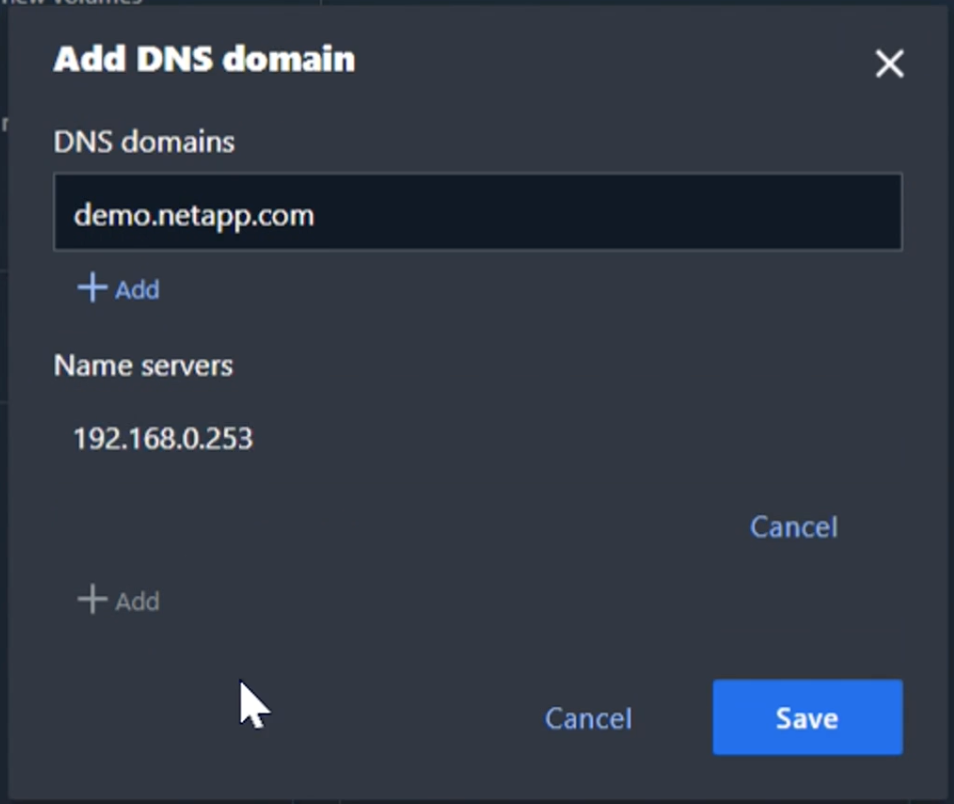 new volumes
Add DNS domain
DNS domains
demo.netapp.com
+ Add
Name servers
192.168.0.253
Cancel
+ Add
Cancel
Save